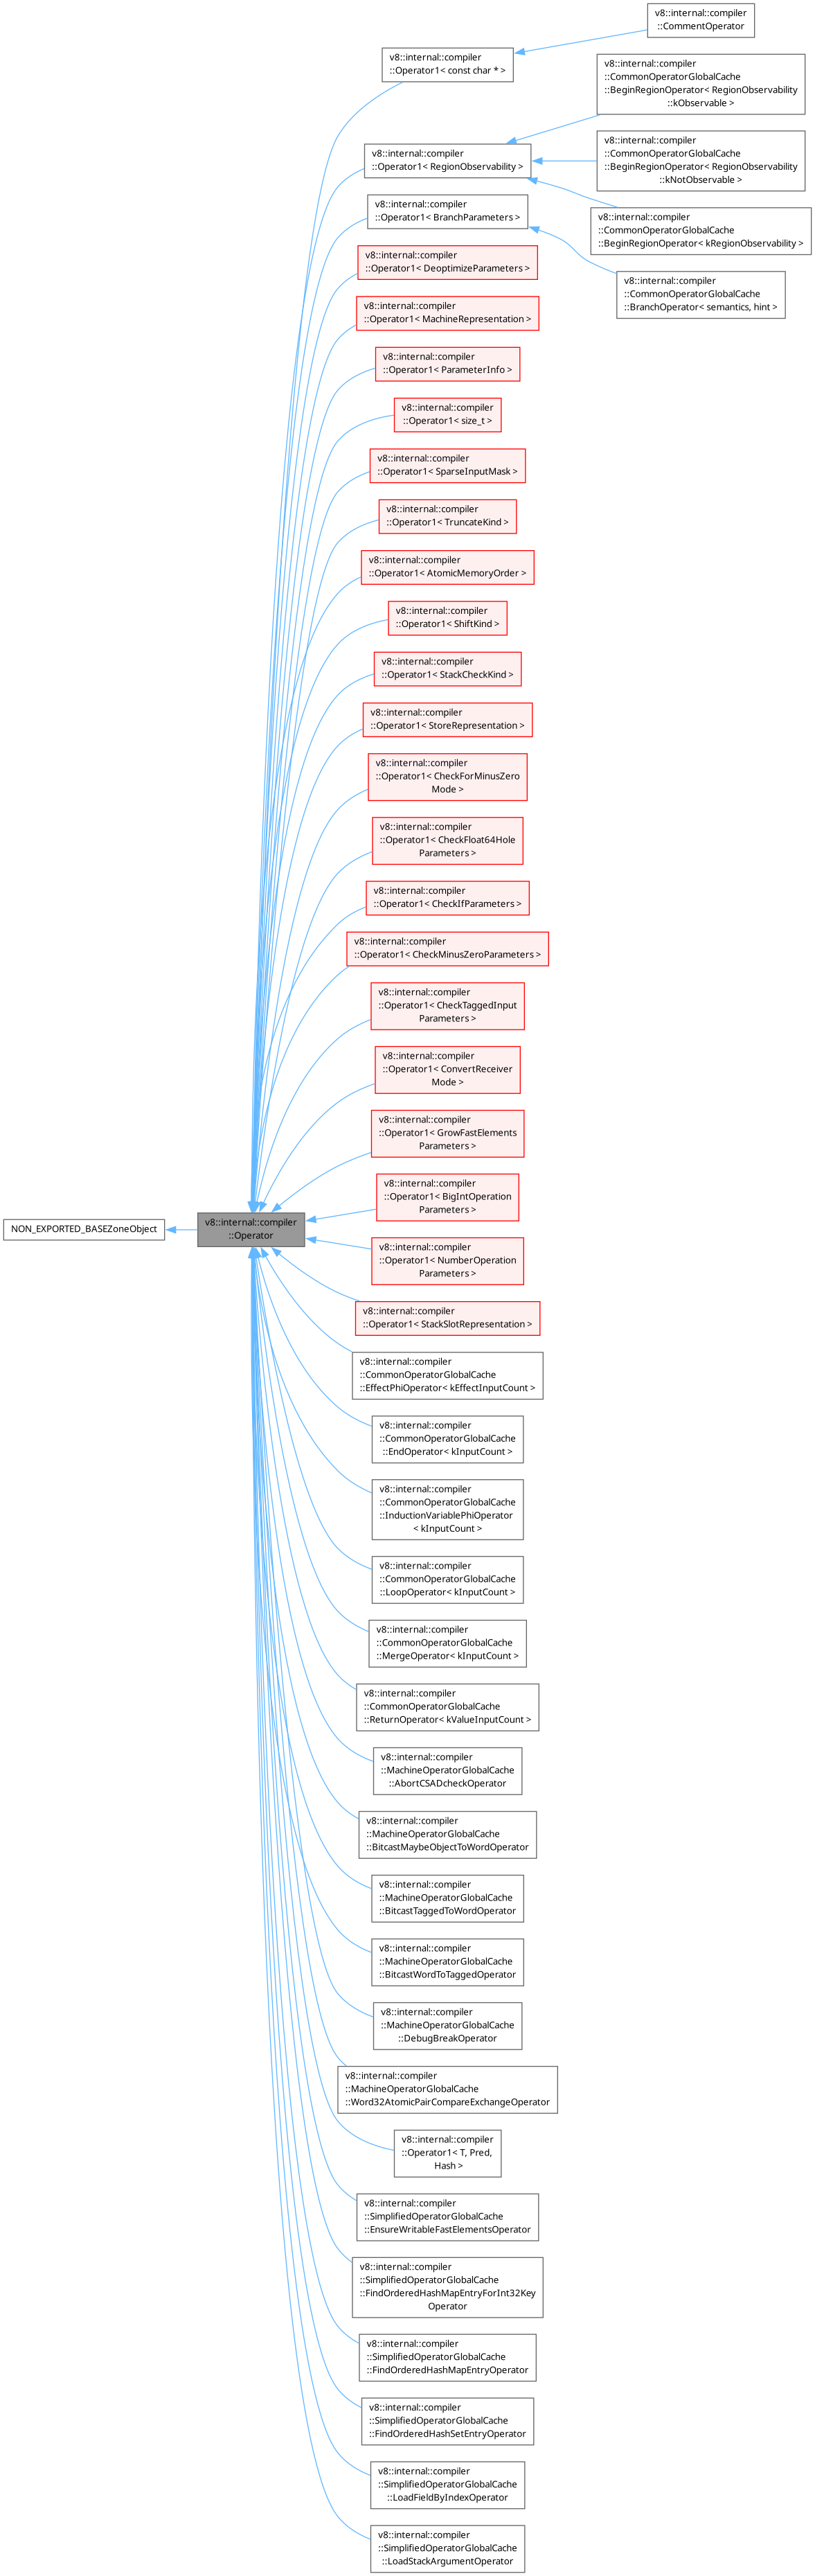 v8::internal::compiler
::CommentOperator
v8::internal::compiler
::Operator1< const char * >
v8::internal::compiler
::CommonOperatorGlobalCache
::BeginRegionOperator< RegionObservability
::kObservable >
v8::internal::compiler
::Operator1< RegionObservability >
v8::internal::compiler
::CommonOperatorGlobalCache
::BeginRegionOperator< RegionObservability
::kNotObservable >
v8::internal::compiler
::Operator1< BranchParameters >
v8::internal::compiler
::CommonOperatorGlobalCache
::BeginRegionOperator< kRegionObservability >
v8::internal::compiler
::Operator1< DeoptimizeParameters >
v8::internal::compiler
::CommonOperatorGlobalCache
::BranchOperator< semantics, hint >
v8::internal::compiler
::Operator1< MachineRepresentation >
v8::internal::compiler
::Operator1< ParameterInfo >
v8::internal::compiler
::Operator1< size_t >
v8::internal::compiler
::Operator1< SparseInputMask >
v8::internal::compiler
::Operator1< TruncateKind >
v8::internal::compiler
::Operator1< AtomicMemoryOrder >
v8::internal::compiler
::Operator1< ShiftKind >
v8::internal::compiler
::Operator1< StackCheckKind >
v8::internal::compiler
::Operator1< StoreRepresentation >
v8::internal::compiler
::Operator1< CheckForMinusZero
Mode >
v8::internal::compiler
::Operator1< CheckFloat64Hole
Parameters >
v8::internal::compiler
::Operator1< CheckIfParameters >
v8::internal::compiler
::Operator1< CheckMinusZeroParameters >
v8::internal::compiler
::Operator1< CheckTaggedInput
Parameters >
v8::internal::compiler
::Operator1< ConvertReceiver
Mode >
v8::internal::compiler
::Operator1< GrowFastElements
Parameters >
v8::internal::compiler
::Operator1< BigIntOperation
Parameters >
NON_EXPORTED_BASEZoneObject
v8::internal::compiler
::Operator
v8::internal::compiler
::Operator1< NumberOperation
Parameters >
v8::internal::compiler
::Operator1< StackSlotRepresentation >
v8::internal::compiler
::CommonOperatorGlobalCache
::EffectPhiOperator< kEffectInputCount >
v8::internal::compiler
::CommonOperatorGlobalCache
::EndOperator< kInputCount >
v8::internal::compiler
::CommonOperatorGlobalCache
::InductionVariablePhiOperator
< kInputCount >
v8::internal::compiler
::CommonOperatorGlobalCache
::LoopOperator< kInputCount >
v8::internal::compiler
::CommonOperatorGlobalCache
::MergeOperator< kInputCount >
v8::internal::compiler
::CommonOperatorGlobalCache
::ReturnOperator< kValueInputCount >
v8::internal::compiler
::MachineOperatorGlobalCache
::AbortCSADcheckOperator
v8::internal::compiler
::MachineOperatorGlobalCache
::BitcastMaybeObjectToWordOperator
v8::internal::compiler
::MachineOperatorGlobalCache
::BitcastTaggedToWordOperator
v8::internal::compiler
::MachineOperatorGlobalCache
::BitcastWordToTaggedOperator
v8::internal::compiler
::MachineOperatorGlobalCache
::DebugBreakOperator
v8::internal::compiler
::MachineOperatorGlobalCache
::Word32AtomicPairCompareExchangeOperator
v8::internal::compiler
::Operator1< T, Pred,
Hash >
v8::internal::compiler
::SimplifiedOperatorGlobalCache
::EnsureWritableFastElementsOperator
v8::internal::compiler
::SimplifiedOperatorGlobalCache
::FindOrderedHashMapEntryForInt32Key
Operator
v8::internal::compiler
::SimplifiedOperatorGlobalCache
::FindOrderedHashMapEntryOperator
v8::internal::compiler
::SimplifiedOperatorGlobalCache
::FindOrderedHashSetEntryOperator
v8::internal::compiler
::SimplifiedOperatorGlobalCache
::LoadFieldByIndexOperator
v8::internal::compiler
::SimplifiedOperatorGlobalCache
::LoadStackArgumentOperator